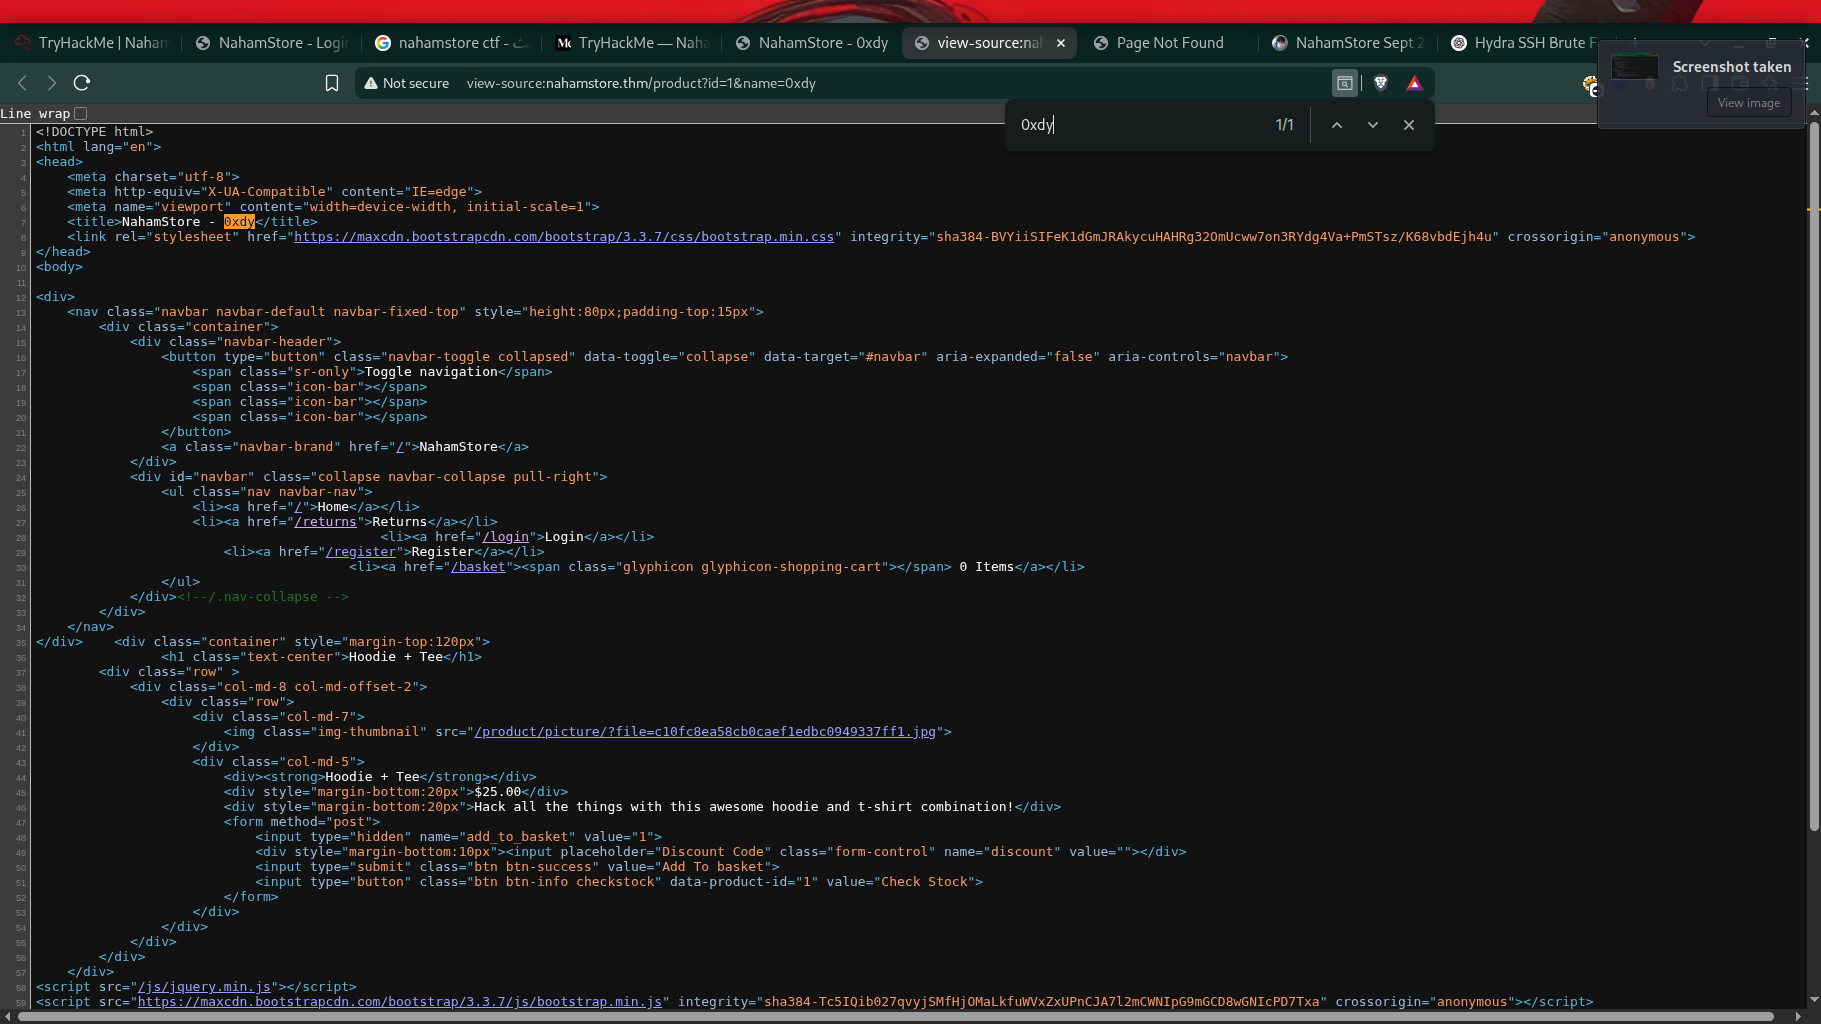 TryHackMe | Naham
NahamStore - Logi
nahamstore ctf -
TryHackMe — Naha
NahamStore - 0xdy
view-source:nah
Page Not Found
NahamStore Sept 2
Hydra SSH Brute F
Not secure view-source:nahamstore.thm/product?id=1&name=0xdy
Screenshot taken
View image
Line wrap
0xdy 1/1
1 <!DOCTYPE html>
2 <html lang="en">
3 <head>
4 <meta charset="utf-8">
5 <meta http-equiv="X-UA-Compatible" content="IE=edge">
6 <meta name="viewport" content="width=device-width, initial-scale=1">
7 <title>NahamStore - 0xdy</title>
8 <link rel="stylesheet" href="https://maxcdn.bootstrapcdn.com/bootstrap/3.3.7/css/bootstrap.min.css" integrity="sha384-BVYiiSIFeK1dGmJRAkycuHAHRg32OmUcww7on3RYdg4Va+PmSTsz/K68vbdEjh4u" crossorigin="anonymous">
9 </head>
10 <body>
11
12 <div>
13 <nav class="navbar navbar-default navbar-fixed-top" style="height:80px;padding-top:15px">
14 <div class="container">
15 <div class="navbar-header">
16 <button type="button" class="navbar-toggle collapsed" data-toggle="collapse" data-target="#navbar" aria-expanded="false" aria-controls="navbar">
17 <span class="sr-only">Toggle navigation</span>
18 <span class="icon-bar"></span>
19 <span class="icon-bar"></span>
20 <span class="icon-bar"></span>
21 </button>
22 <a class="navbar-brand" href="/">NahamStore</a>
23 </div>
24 <div id="navbar" class="collapse navbar-collapse pull-right">
25 <ul class="nav navbar-nav">
26 <li><a href="/">Home</a></li>
27 <li><a href="/returns">Returns</a></li>
28 <li><a href="/login">Login</a></li>
29 <li><a href="/register">Register</a></li>
30 <li><a href="/basket"><span class="glyphicon glyphicon-shopping-cart"></span> 0 Items</a></li>
31 </ul>
32 </div><!--/.nav-collapse -->
33 </div>
34 </nav>
35 </div> <div class="container" style="margin-top:120px">
36 <h1 class="text-center">Hoodie + Tee</h1>
37 <div class="row" >
38 <div class="col-md-8 col-md-offset-2">
39 <div class="row">
40 <div class="col-md-7">
41 <img class="img-thumbnail" src="/product/picture/?file=c10fc8ea58cb0caef1edbc0949337ff1.jpg">
42 </div>
43 <div class="col-md-5">
44 <div><strong>Hoodie + Tee</strong></div>
45 <div style="margin-bottom:20px">$25.00</div>
46 <div style="margin-bottom:20px">Hack all the things with this awesome hoodie and t-shirt combination!</div>
47 <form method="post">
48 <input type="hidden" name="add_to_basket" value="1">
49 <div style="margin-bottom:10px"><input placeholder="Discount Code" class="form-control" name="discount" value=""></div>
50 <input type="submit" class="btn btn-success" value="Add To basket">
51 <input type="button" class="btn btn-info checkstock" data-product-id="1" value="Check Stock">
52 </form>
53 </div>
54 </div>
55 </div>
56 </div>
57 </div>
58 <script src="/js/jquery.min.js"></script>
59 <script src="https://maxcdn.bootstrapcdn.com/bootstrap/3.3.7/js/bootstrap.min.js" integrity="sha384-Tc5IQib027qvyjSMfHjOMaLkfuWVxZxUPnCJA7l2mCWNIpG9mGCD8wGNIcPD7Txa" crossorigin="anonymous"></script>